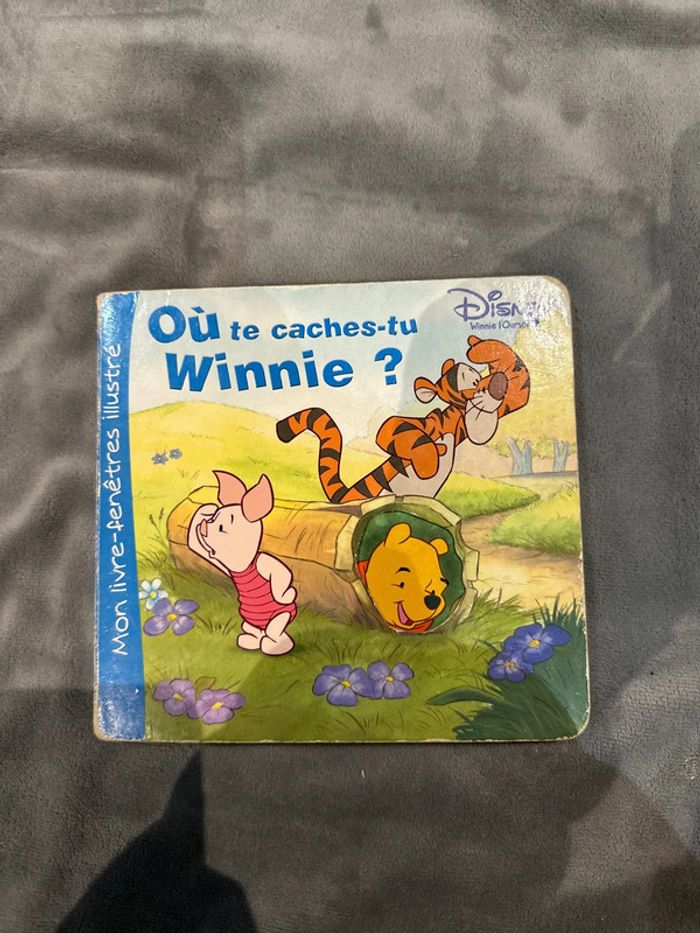 Où te caches-tu
Winnie ?
Disney
Winnie l'Ourson
Mon livre-fenêtres illustré